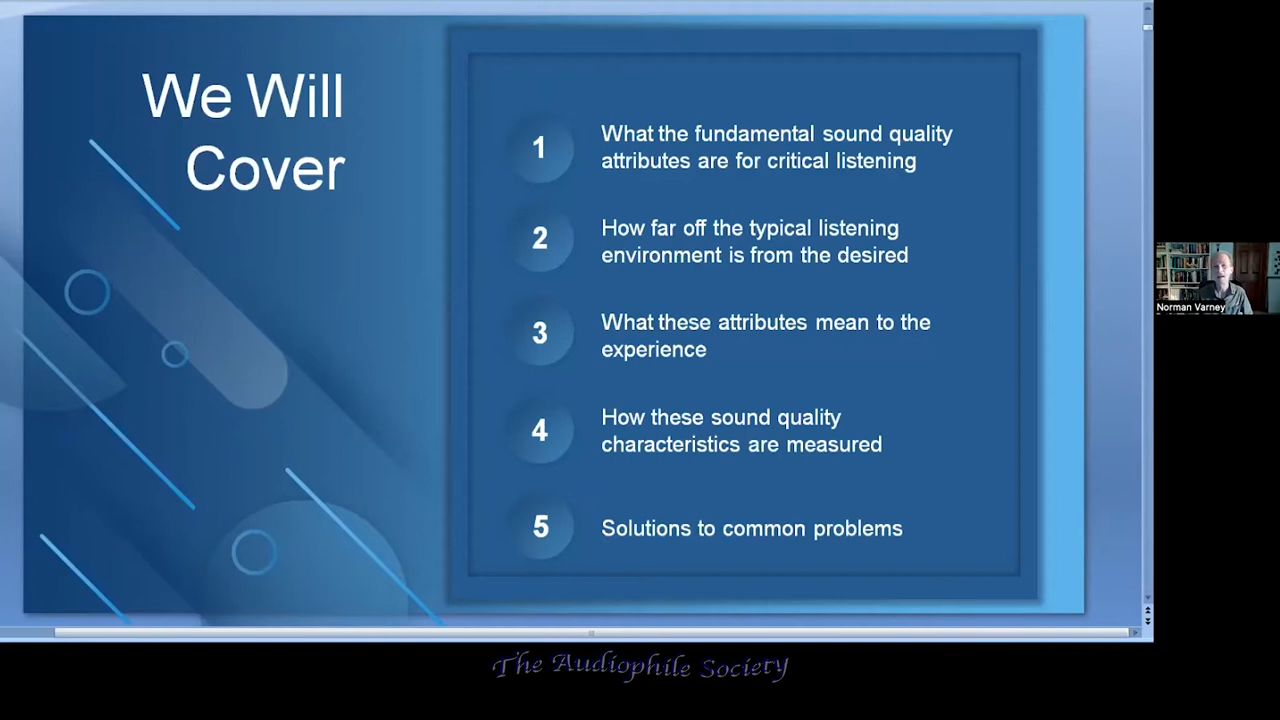 We Will
Cover
1
What the fundamental sound quality
attributes are for critical listening
2
How far off the typical listening
environment is from the desired
3
What these attributes mean to the
experience
4
How these sound quality
characteristics are measured
5
Solutions to common problems
Norman Varney
The Audiophile Society